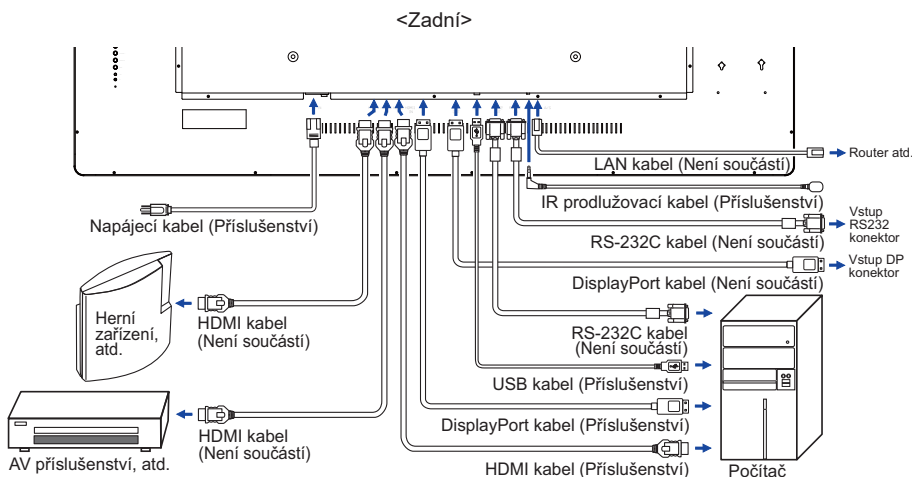 <Zadní>
LAN kabel (Není součástí)
Router atd.
IR prodlužovací kabel (Příslušenství)
Napájecí kabel (Příslušenství)
RS-232C kabel (Není součástí)
Vstup
RS232
konektor
DisplayPort kabel (Není součástí)
Vstup DP
konektor
Herní
zařízení,
atd.
HDMI kabel
(Není součástí)
RS-232C kabel
(Není součástí)
USB kabel (Příslušenství)
DisplayPort kabel (Příslušenství)
HDMI kabel
(Není součástí)
AV příslušenství, atd.
HDMI kabel (Příslušenství)
Počítač